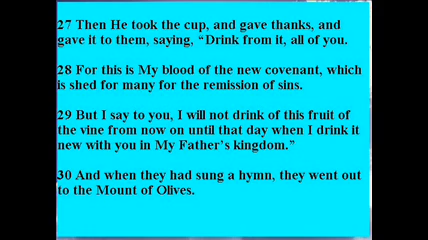 27 Then He took the cup, and gave thanks, and
gave it to them, saying, “Drink from it, all of you.
28 For this is My blood of the new covenant, which
is shed for many for the remission of sins.
29 But I say to you, I will not drink of this fruit of
the vine from now on until that day when I drink it
new with you in My Father’s kingdom.”
30 And when they had sung a hymn, they went out
to the Mount of Olives.